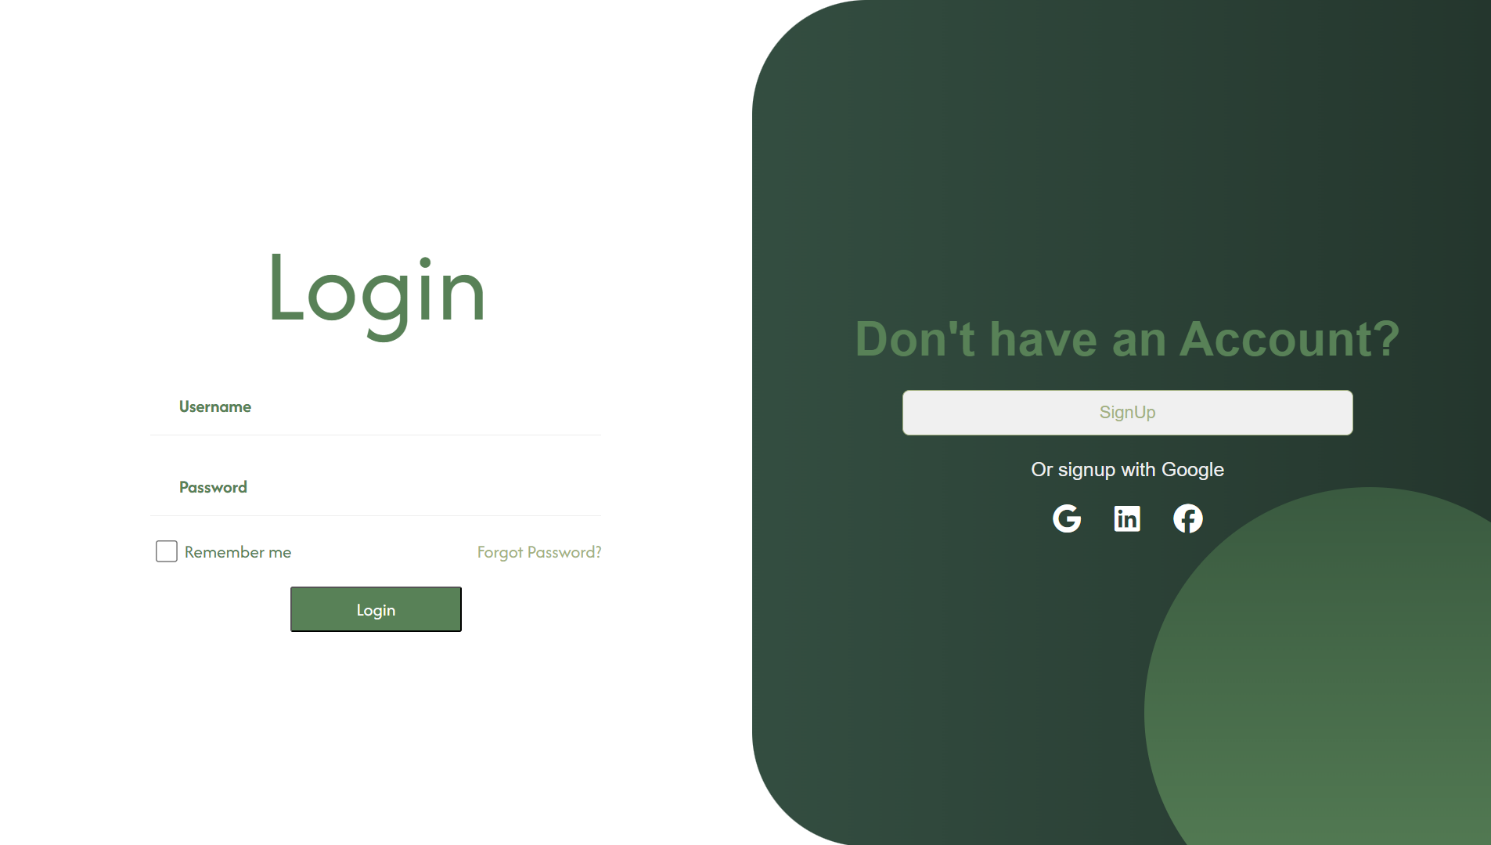 Login
Username
Password
Remember me
Forgot Password?
Login
Don't have an Account?
SignUp
Or signup with Google